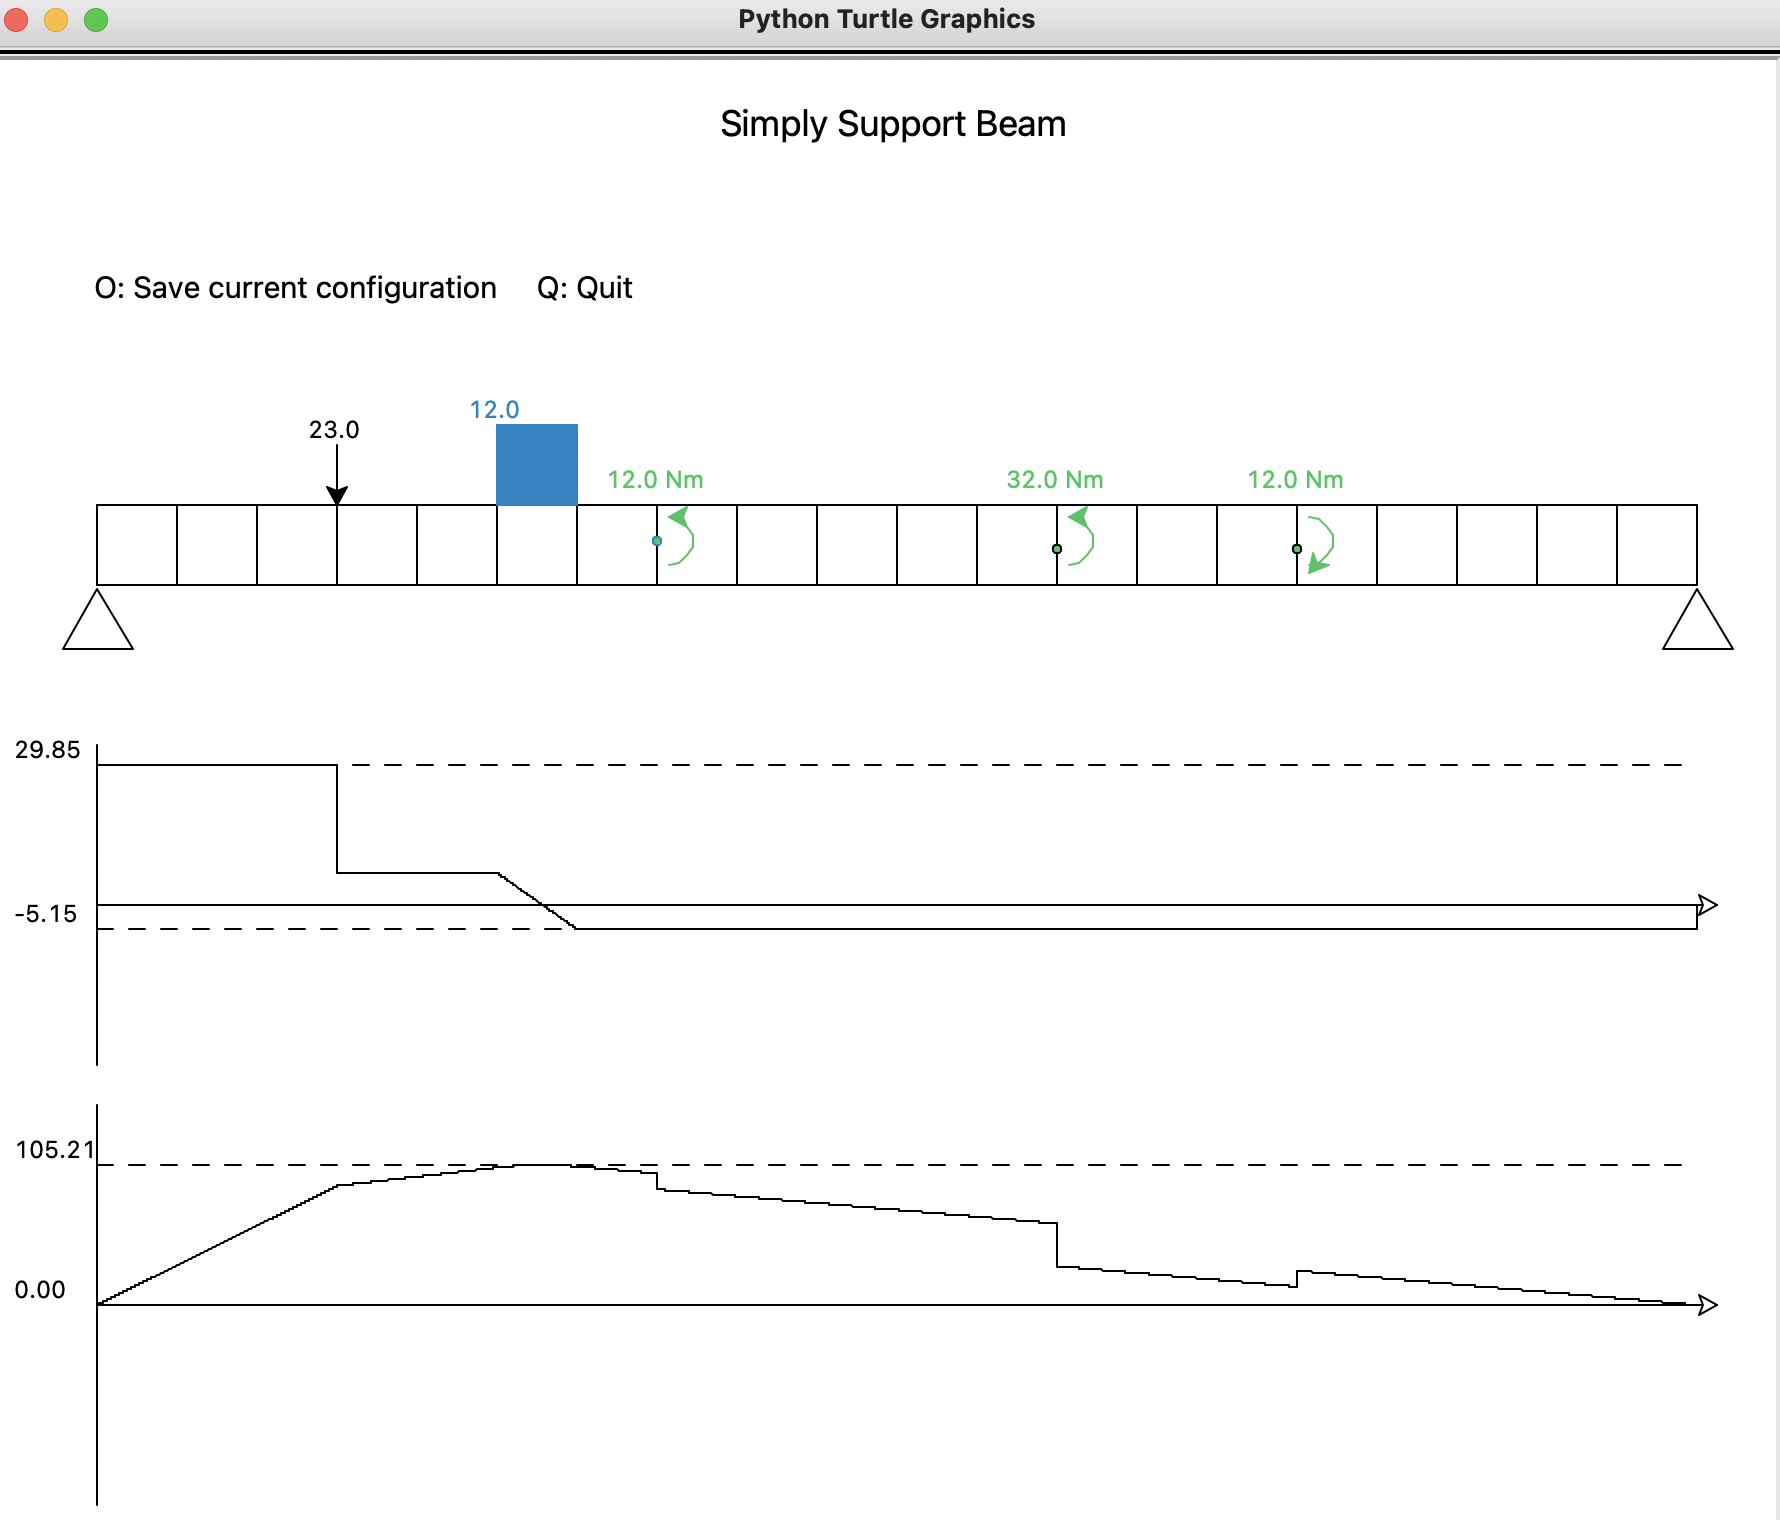 Python Turtle Graphics
Simply Support Beam
O: Save current configuration Q: Quit
12.0
23.0
12.0 Nm 32.0 Nm 12.0 Nm
29.85
-5.15
105.21
0.00